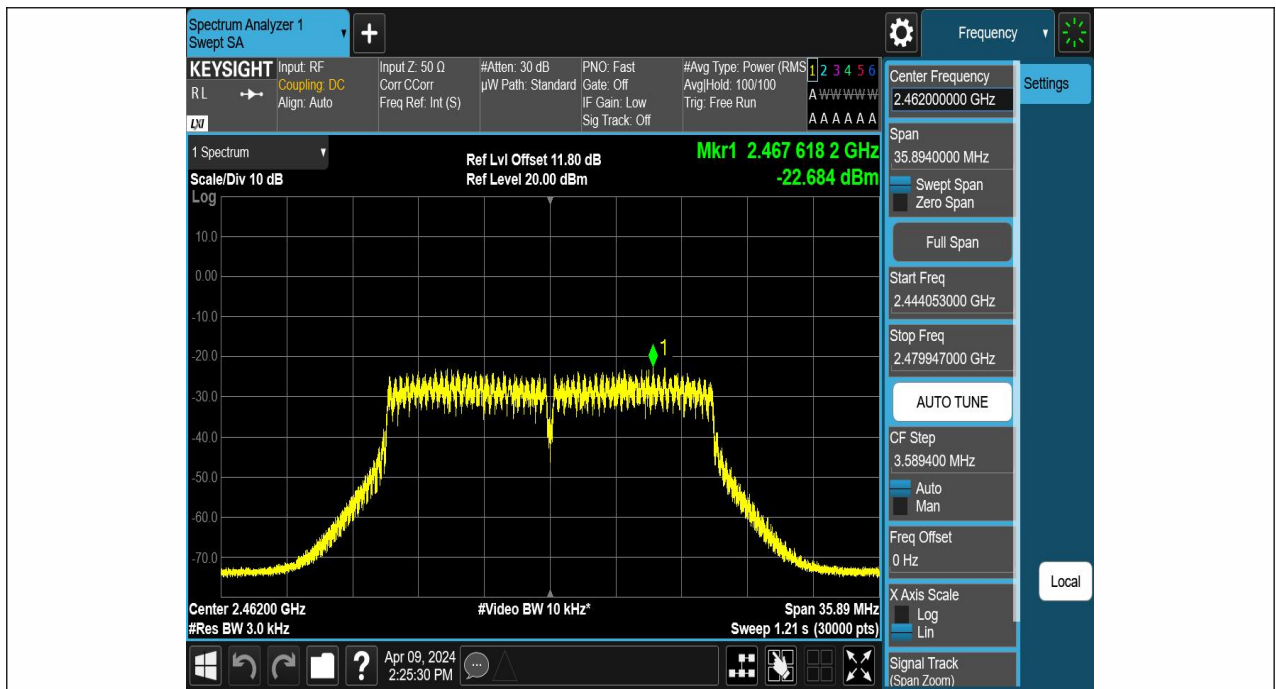 Spectrum Analyzer 1
Swept SA
+
Frequency
KEYSIGHT
R L
LXI
Input: RF
Coupling: DC
Align: Auto
Input Z: 50 Ω
Corr CCorr
Freq Ref: Int (S)
#Atten: 30 dB
µW Path: Standard
PNO: Fast
Gate: Off
IF Gain: Low
Sig Track: Off
#Avg Type: Power (RMS
Avg|Hold: 100/100
Trig: Free Run
1 2 3 4 5 6
A W W W W W
A A A A A A
1 Spectrum
Scale/Div 10 dB
Log
Ref Lvl Offset 11.80 dB
Ref Level 20.00 dBm
Mkr1 2.467 618 2 GHz
-22.684 dBm
10.0
0.00
-10.0
-20.0
-30.0
-40.0
-50.0
-60.0
-70.0
1
Center 2.46200 GHz
#Res BW 3.0 kHz
#Video BW 10 kHz*
Span 35.89 MHz
Sweep 1.21 s (30000 pts)
Center Frequency
2.462000000 GHz
Span
35.8940000 MHz
Swept Span
Zero Span
Full Span
Start Freq
2.444053000 GHz
Stop Freq
2.479947000 GHz
AUTO TUNE
CF Step
3.589400 MHz
Auto
Man
Freq Offset
0 Hz
X Axis Scale
Log
Lin
Signal Track
(Span Zoom)
Settings
Local
?
Apr 09, 2024
2:25:30 PM